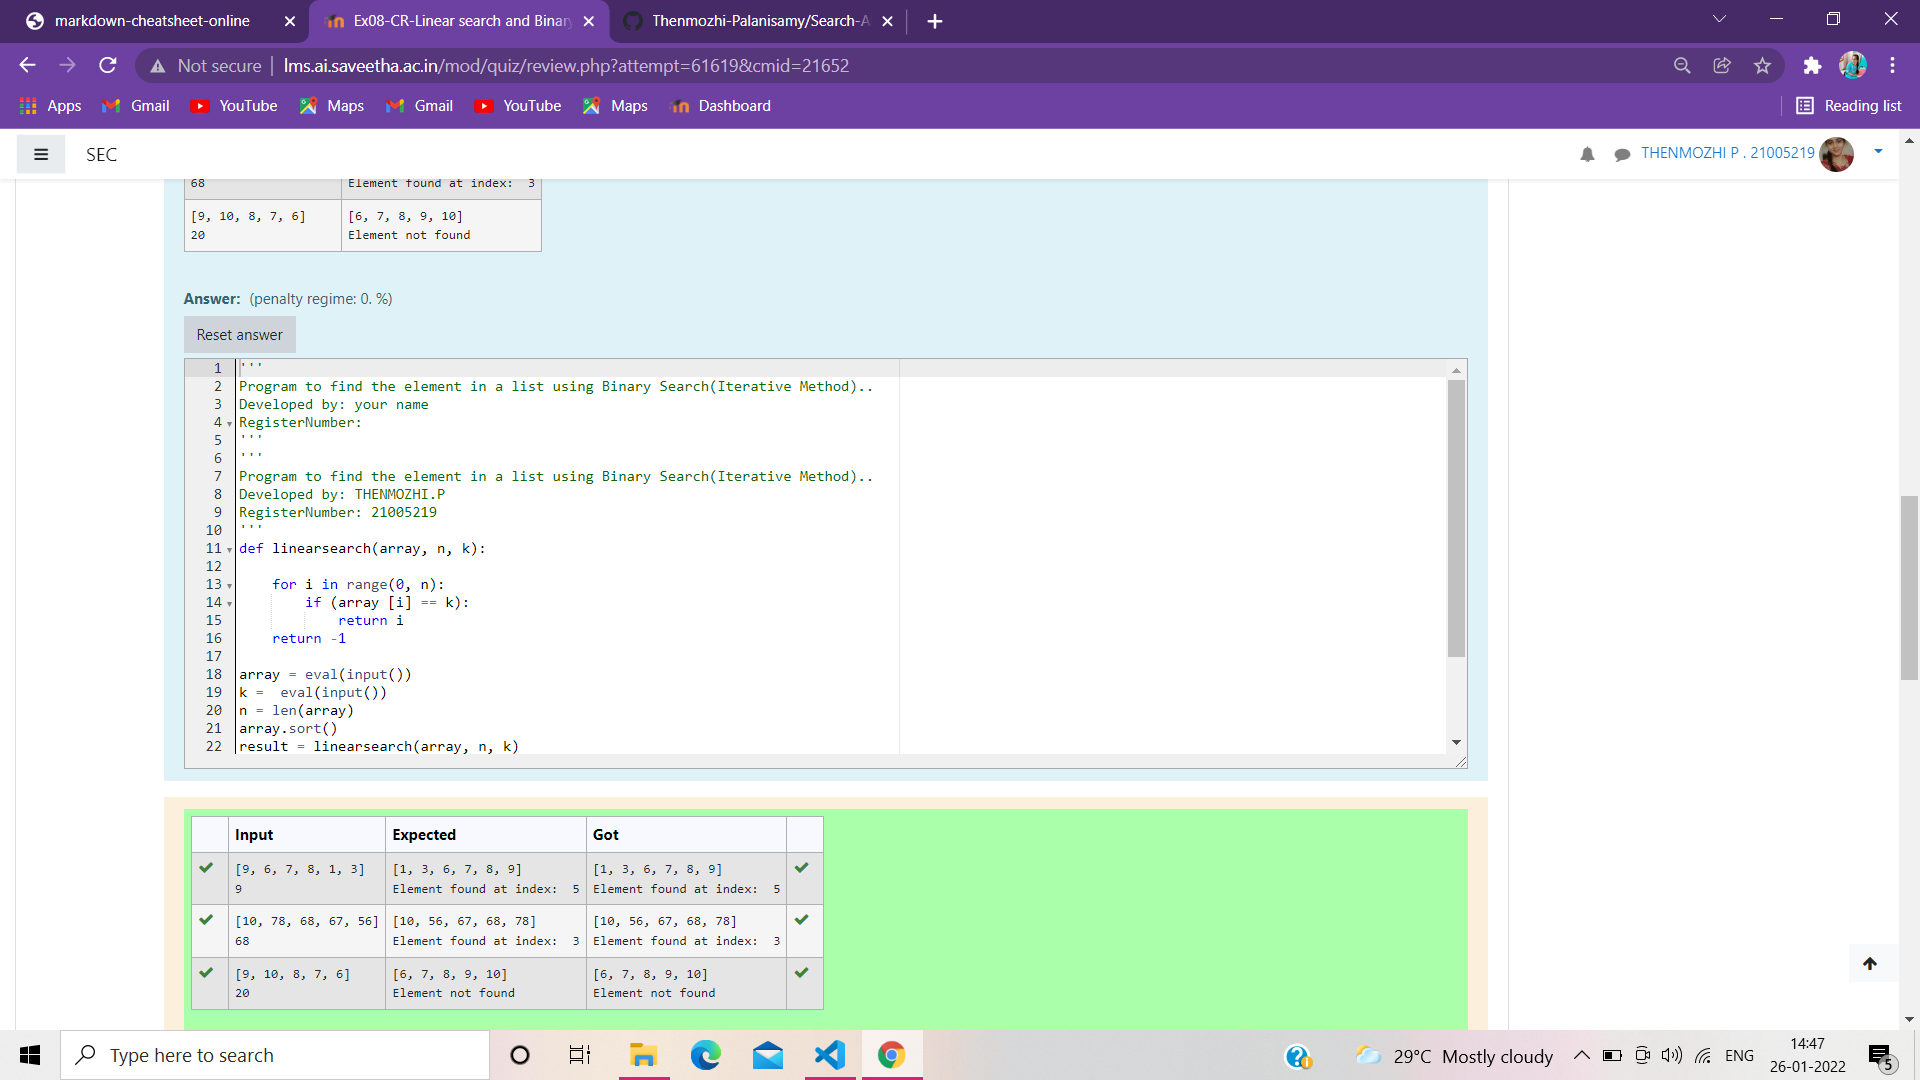 markdown-cheatsheet-online
Ex08-CR-Linear search and Binar
Thenmozhi-Palanisamy/Search-A
Not secure | lms.ai.saveetha.ac.in/mod/quiz/review.php?attempt=61619&cmid=21652
Apps Gmail YouTube Maps Gmail YouTube Maps Dashboard Reading list
SEC THENMOZHI P . 21005219
68 Element found at index:  3
[9, 10, 8, 7, 6] [6, 7, 8, 9, 10]
20 Element not found
Answer: (penalty regime: 0. %)
Reset answer
1 '''
2 Program to find the element in a list using Binary Search(Iterative Method)..
3 Developed by: your name
4 RegisterNumber:
5 '''
6 '''
7 Program to find the element in a list using Binary Search(Iterative Method)..
8 Developed by: THENMOZHI.P
9 RegisterNumber: 21005219
10 '''
11 def linearsearch(array, n, k):
12
13     for i in range(0, n):
14         if (array [i] == k):
15             return i
16     return -1
17
18 array = eval(input())
19 k =  eval(input())
20 n = len(array)
21 array.sort()
22 result = linearsearch(array, n, k)
Input Expected Got
[9, 6, 7, 8, 1, 3] [1, 3, 6, 7, 8, 9] [1, 3, 6, 7, 8, 9]
9 Element found at index:  5 Element found at index:  5
[10, 78, 68, 67, 56] [10, 56, 67, 68, 78] [10, 56, 67, 68, 78]
68 Element found at index:  3 Element found at index:  3
[9, 10, 8, 7, 6] [6, 7, 8, 9, 10] [6, 7, 8, 9, 10]
20 Element not found Element not found
Type here to search
29°C Mostly cloudy
ENG
14:47
26-01-2022
5